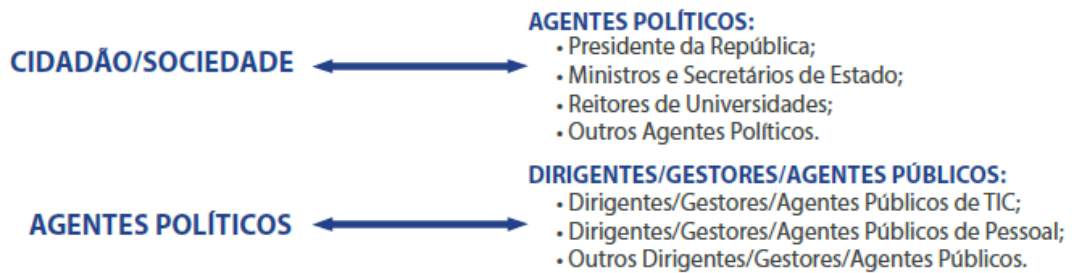 AGENTES POLÍTICOS:
• Presidente da República;
CIDADÃO/SOCIEDADE
• Ministros e Secretários de Estado;
• Reitores de Universidades;
• Outros Agentes Políticos.
DIRIGENTES/GESTORES/AGENTES PÚBLICOS:
• Dirigentes/Gestores/Agentes Públicos de TIC;
AGENTES POLÍTICOS
• Dirigentes/Gestores/Agentes Públicos de Pessoal;
• Outros Dirigentes/Gestores/Agentes Públicos.